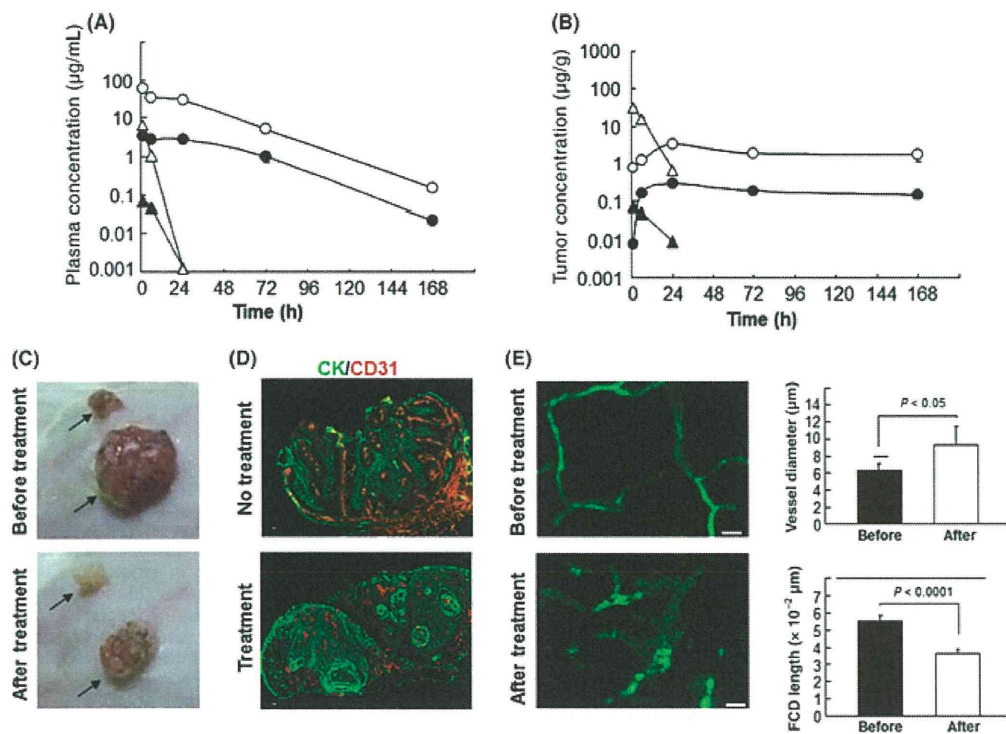 (A)
Plasma concentration (µg/mL)
100
10
1
0.1
0.01
0.001
0 24 48 72 96 120 144 168
Time (h)
(B)
Tumor concentration (µg/g)
1000
100
10
1
0.1
0.01
0.001
0 24 48 72 96 120 144 168
Time (h)
(C)
Before treatment
After treatment
(D)
CK/CD31
No treatment
Treatment
(E)
Before treatment
After treatment
Vessel diameter (µm)
14
12
10
8
6
4
2
0
P < 0.05
Before After
FCD length (× 10⁻² µm)
7
6
5
4
3
2
1
0
P < 0.0001
Before After